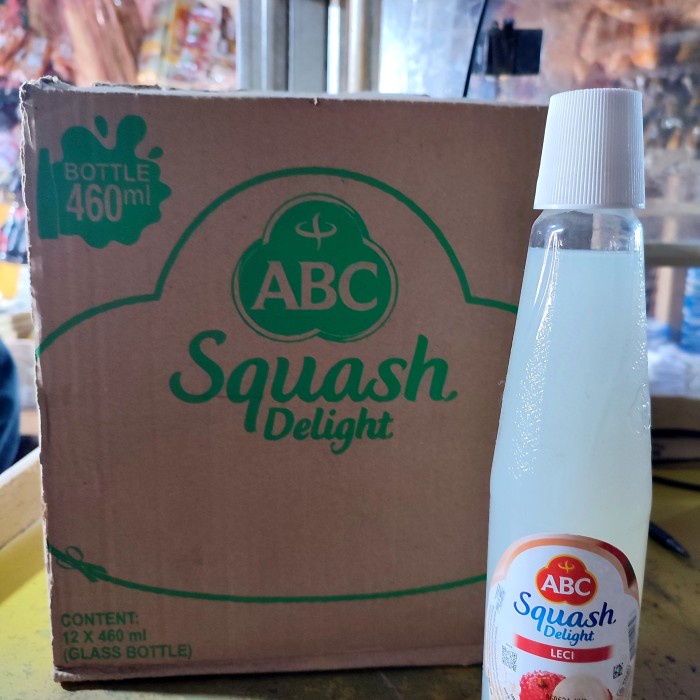 BOTTLE
460ml
ABC
Squash
Delight
CONTENT:
12 X 460 ml
(GLASS BOTTLE)
ABC
Squash
Delight
LECI